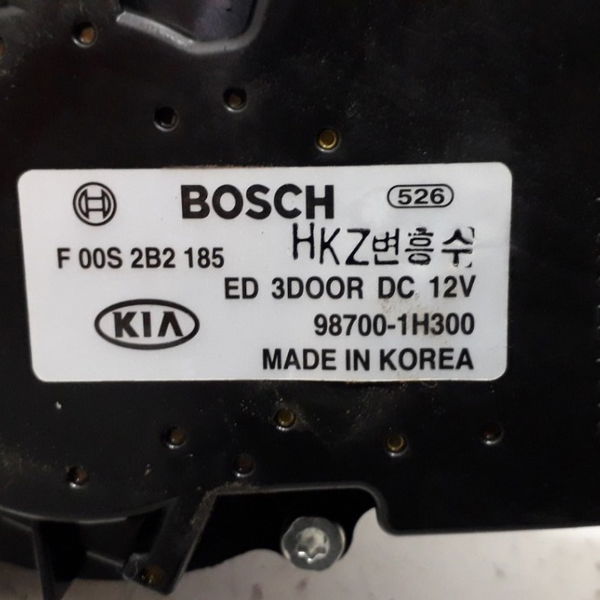 BOSCH 526
F 00S 2B2 185 HKZ변흥수
ED 3DOOR DC 12V
KIA 98700-1H300
MADE IN KOREA